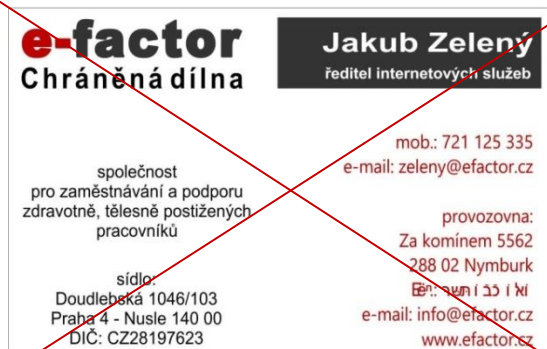 e-factor
Chráněná dílna
Jakub Zelený
ředitel internetových služeb
mob.: 721 125 335
e-mail: zeleny@efactor.cz
společnost
pro zaměstnávání a podporu
zdravotně, tělesně postižených
pracovníků
provozovna:
Za komínem 5562
288 02 Nymburk
e-mail: info@efactor.cz
www.efactor.cz
sídlo:
Doudlebská 1046/103
Praha 4 - Nusle 140 00
DIČ: CZ28197623